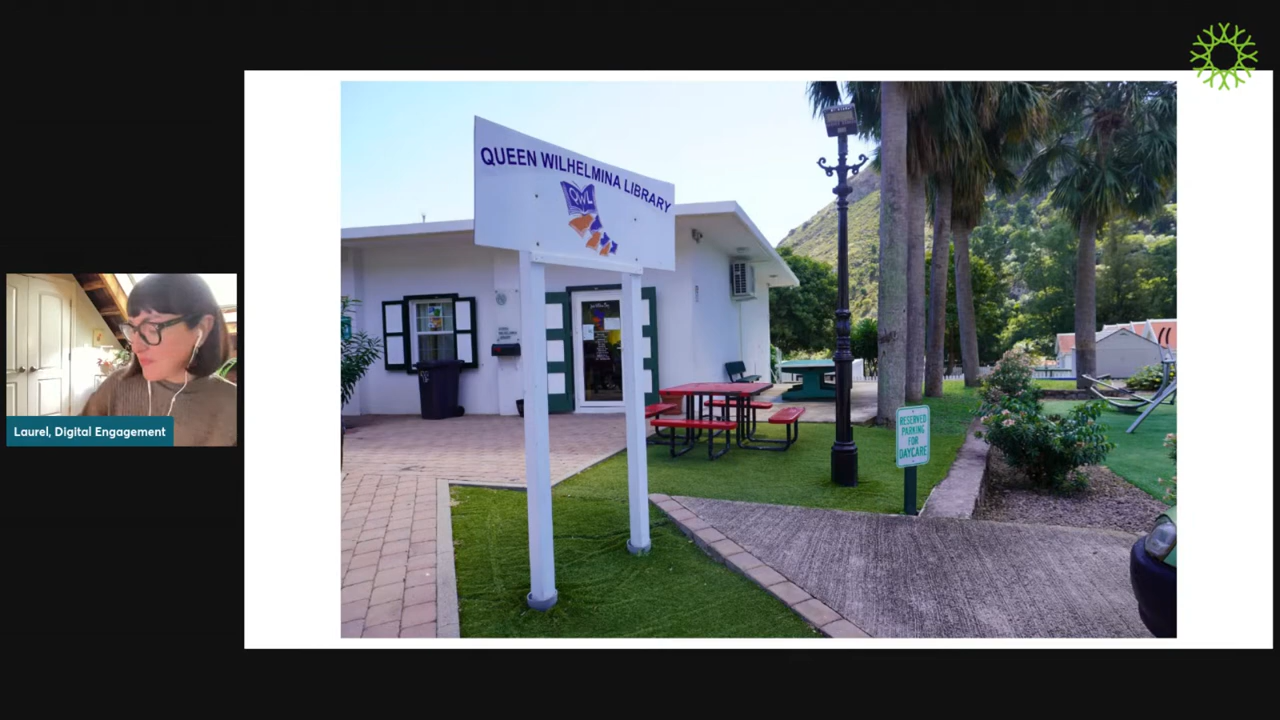 QUEEN WILHELMINA LIBRARY
QWL
RESERVED
PARKING
FOR
DAYCARE
Laurel, Digital Engagement